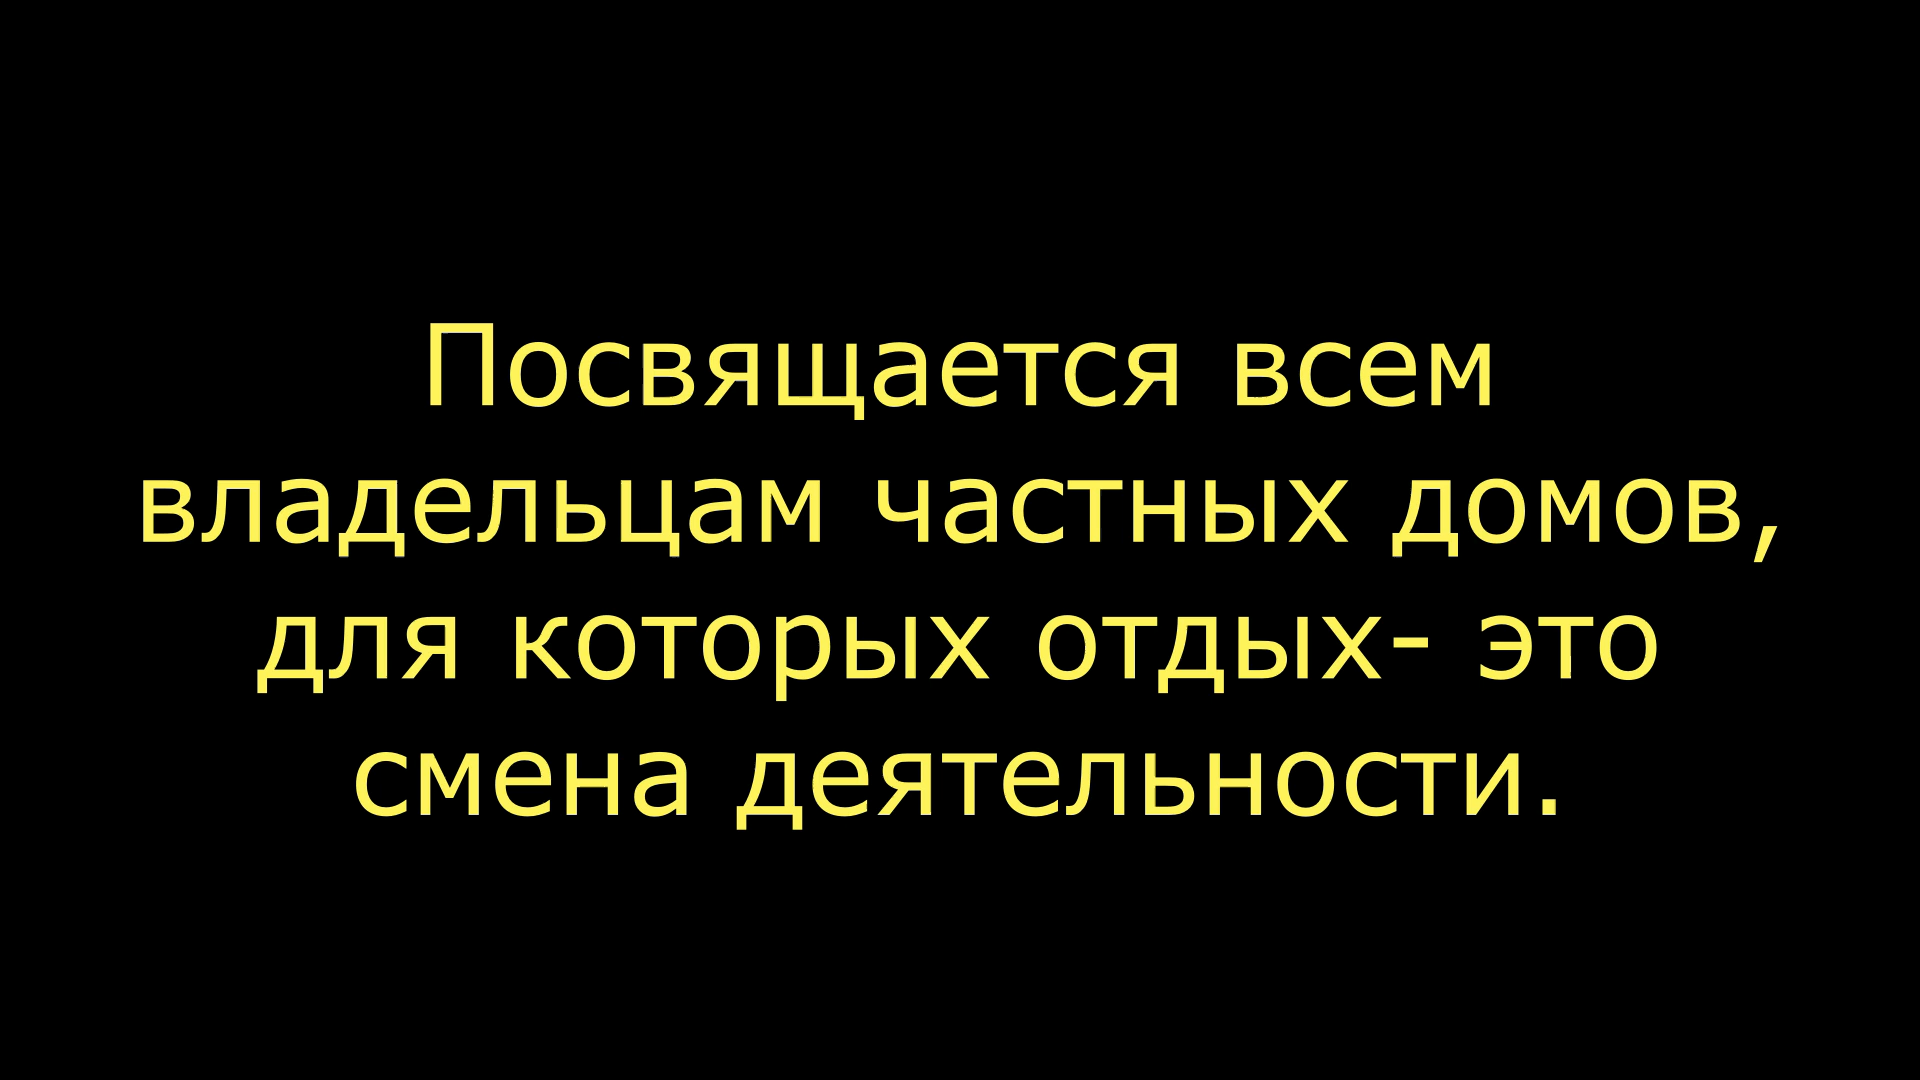 Посвящается всем
владельцам частных домов,
для которых отдых- это
смена деятельности.